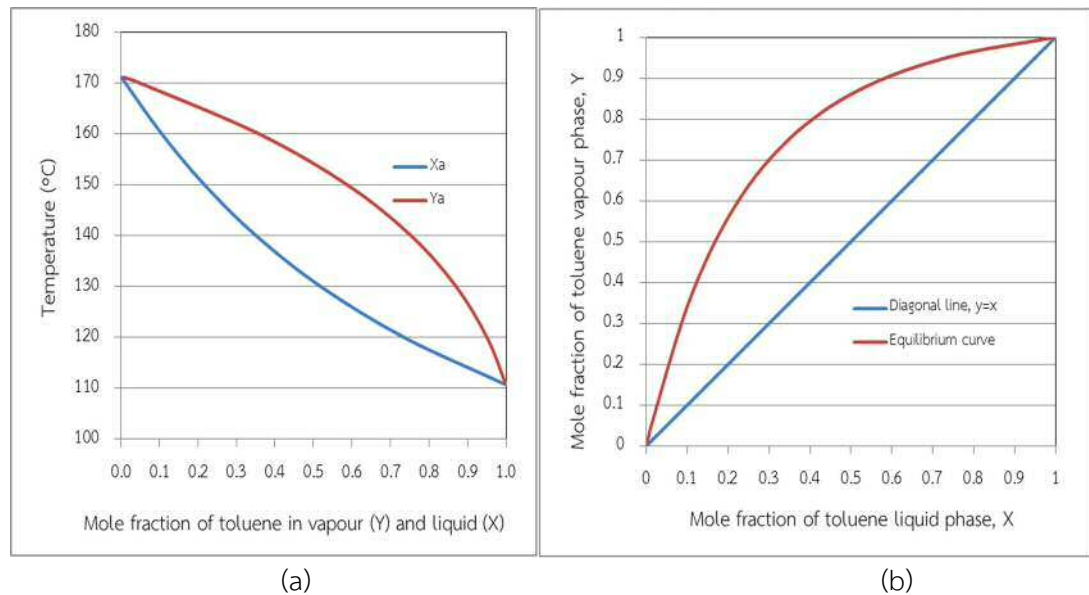 180
170
160
150
140
130
120
110
100
Temperature (°C)
Xa
Ya
0.0 0.1 0.2 0.3 0.4 0.5 0.6 0.7 0.8 0.9 1.0
Mole fraction of toluene in vapour (Y) and liquid (X)
(a)
1
0.9
0.8
0.7
0.6
0.5
0.4
0.3
0.2
0.1
0
Mole fraction of toluene vapour phase, Y
Diagonal line, y=x
Equilibrium curve
0 0.1 0.2 0.3 0.4 0.5 0.6 0.7 0.8 0.9 1
Mole fraction of toluene liquid phase, X
(b)